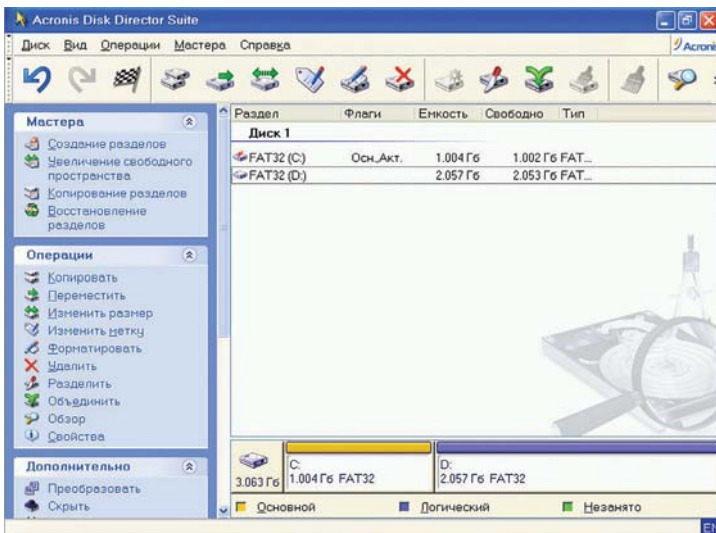 Acronis Disk Director Suite
Диск Вид Операции Мастера Справка
Acronis
Мастера
Создание разделов
Увеличение свободного
пространства
Копирование разделов
Восстановление
разделов
Операции
Копировать
Переместить
Изменить размер
Изменить метку
Форматировать
Удалить
Разделить
Объединить
Обзор
Свойства
Дополнительно
Преобразовать
Скрыть
Раздел Флаги Емкость Свободно Тип
Диск 1
FAT32 (C:) Осн.,Акт. 1.004 Гб 1.002 Гб FAT...
FAT32 (D:) 2.057 Гб 2.053 Гб FAT...
3.063 Гб
C:
1.004 Гб FAT32
D:
2.057 Гб FAT32
Основной Логический Незанято
EN